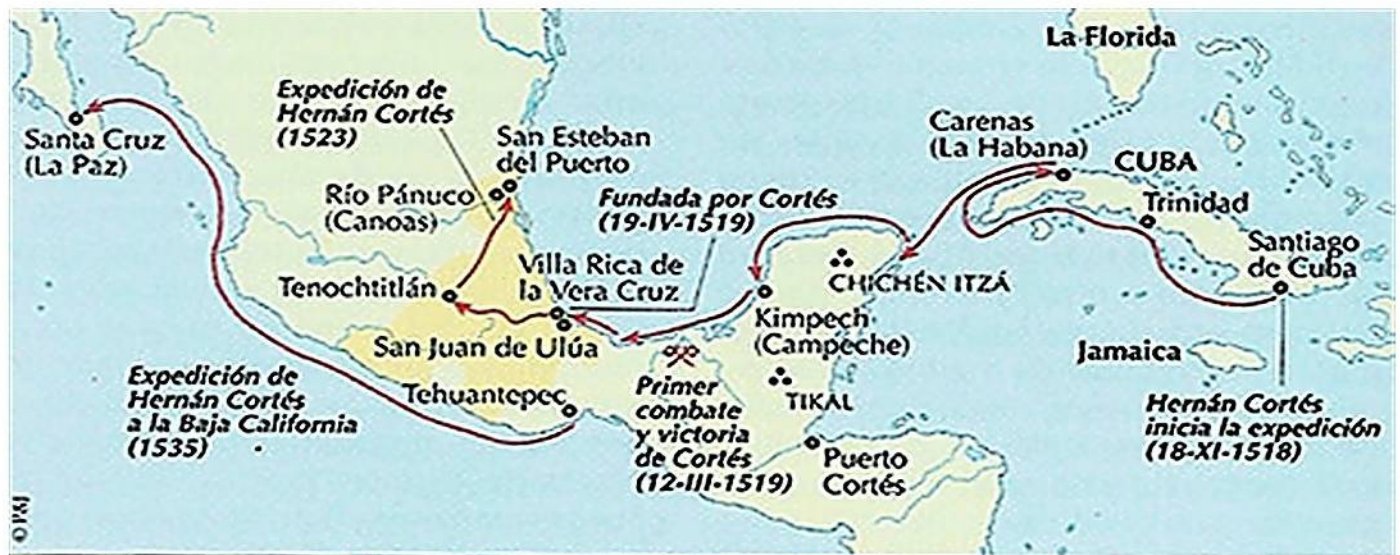 La Florida
Expedición de
Hernán Cortés
(1523)
San Esteban
del Puerto
Carenas
(La Habana)
CUBA
Santa Cruz
(La Paz)
Río Pánuco
(Canoas)
Fundada por Cortés
(19-IV-1519)
Trinidad
Santiago
de Cuba
Villa Rica de
la Vera Cruz
Tenochtitlán
CHICHÉN ITZÁ
Kimpech
(Campeche)
San Juan de Ulúa
Jamaica
Expedición de
Hernán Cortés
a la Baja California
(1535)
Tehuantepec
Primer
combate
y victoria
de Cortés
(12-III-1519)
TIKAL
Puerto
Cortés
Hernán Cortés
inicia la expedición
(18-XI-1518)